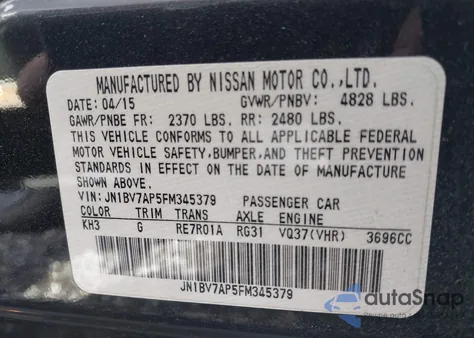 MANUFACTURED BY NISSAN MOTOR CO.,LTD.
DATE: 04/15 GVWR/PNBV: 4828 LBS.
GAWR/PNBE FR: 2370 LBS. RR: 2480 LBS.
THIS VEHICLE CONFORMS TO ALL APPLICABLE FEDERAL
MOTOR VEHICLE SAFETY, BUMPER, AND THEFT PREVENTION
STANDARDS IN EFFECT ON THE DATE OF MANUFACTURE
SHOWN ABOVE.
VIN: JN1BV7AP5FM345379 PASSENGER CAR
COLOR TRIM TRANS AXLE ENGINE
KH3 G RE7R01A RG31 VQ37(VHR) 3696CC
JN1BV7AP5FM345379
autoSnap